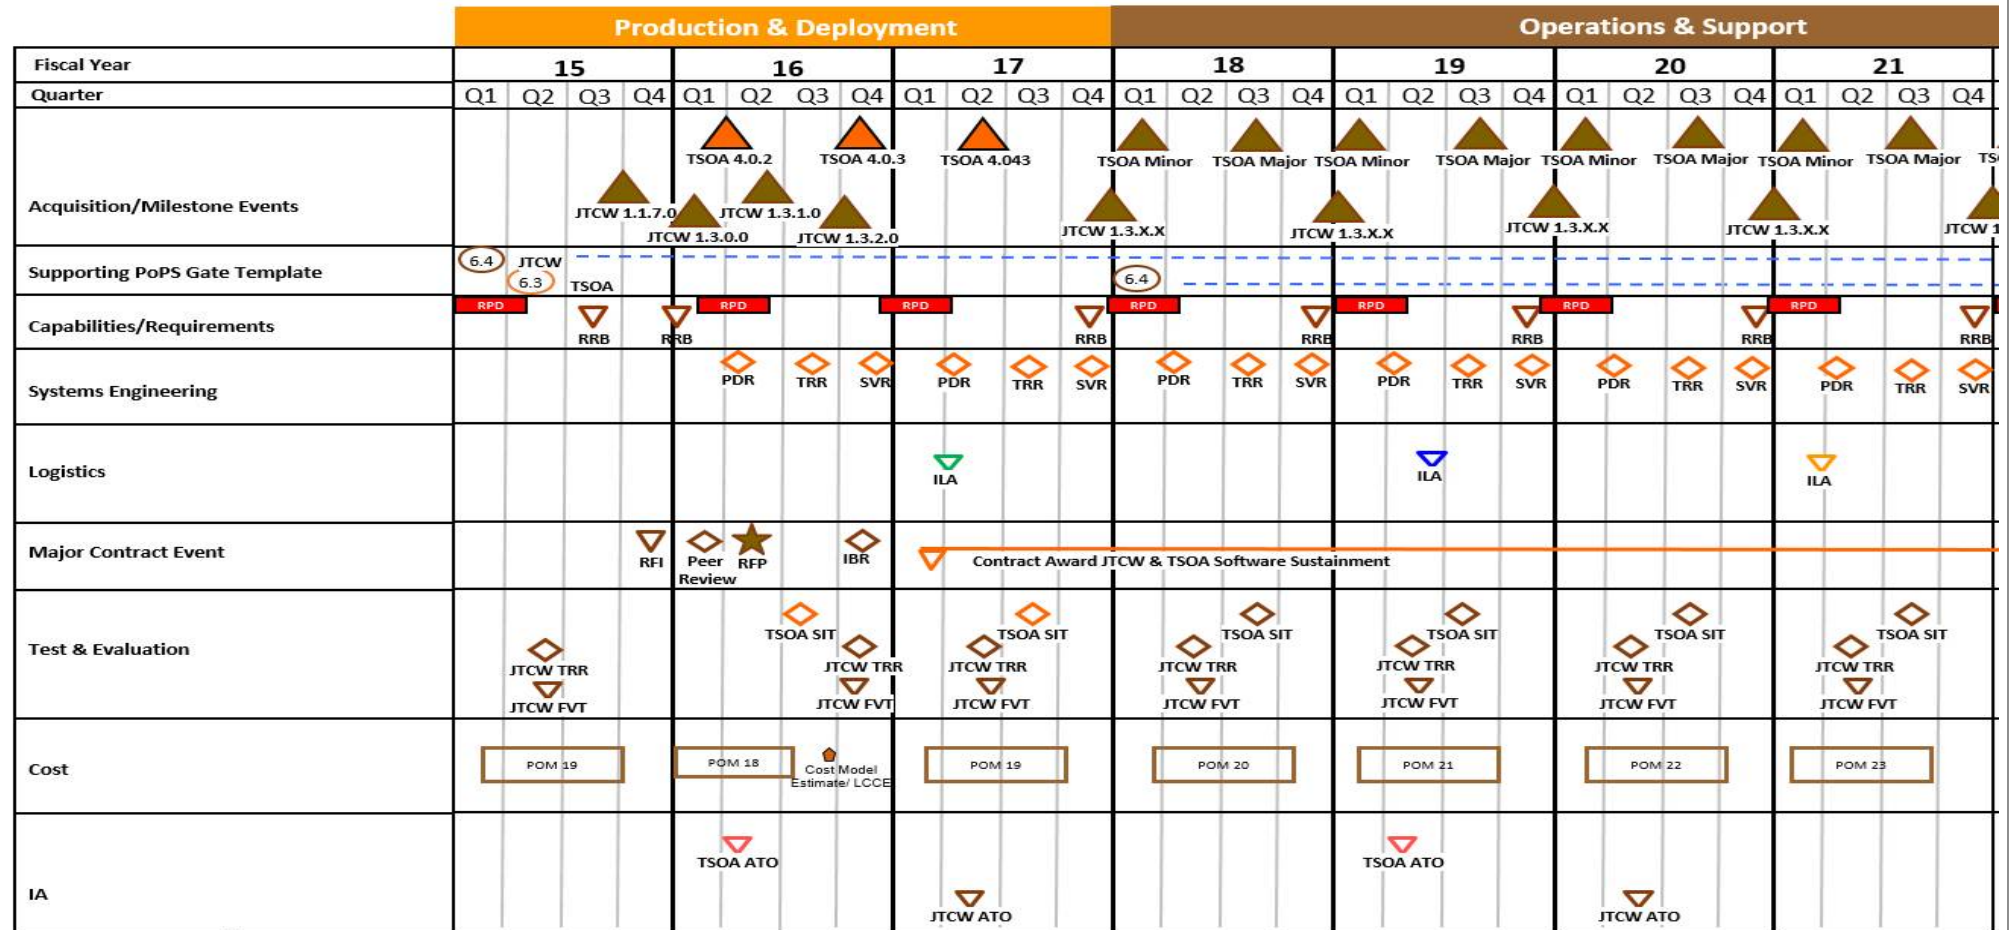 Production & Deployment Operations & Support
Fiscal Year 15 16 17 18 19 20 21
Quarter Q1 Q2 Q3 Q4 Q1 Q2 Q3 Q4 Q1 Q2 Q3 Q4 Q1 Q2 Q3 Q4 Q1 Q2 Q3 Q4 Q1 Q2 Q3 Q4 Q1 Q2 Q3 Q4
TSOA 4.0.2 TSOA 4.0.3 TSOA 4.043 TSOA Minor TSOA Major TSOA Minor TSOA Major TSOA Minor TSOA Major TSOA Minor TSOA Major TS
Acquisition/Milestone Events
JTCW 1.1.7.0 JTCW 1.3.1.0
JTCW 1.3.0.0 JTCW 1.3.2.0 JTCW 1.3.X.X JTCW 1.3.X.X JTCW 1.3.X.X JTCW 1.3.X.X JTCW 1
Supporting PoPS Gate Template
6.4 JTCW
6.3 TSOA 6.4
RPD RPD RPD RPD RPD RPD RPD
Capabilities/Requirements
RRB RRB RRB RRB RRB RRB RRB
Systems Engineering
PDR TRR SVR PDR TRR SVR PDR TRR SVR PDR TRR SVR PDR TRR SVR PDR TRR SVR
Logistics
ILA ILA ILA
Major Contract Event
RFI Peer RFP IBR Contract Award JTCW & TSOA Software Sustainment
Review
TSOA SIT TSOA SIT TSOA SIT TSOA SIT TSOA SIT TSOA SIT
Test & Evaluation
JTCW TRR JTCW TRR JTCW TRR JTCW TRR JTCW TRR JTCW TRR JTCW TRR
JTCW FVT JTCW FVT JTCW FVT JTCW FVT JTCW FVT JTCW FVT JTCW FVT
Cost
POM 19 POM 18 POM 19 POM 20 POM 21 POM 22 POM 23
Cost Model
Estimate/ LCCE
TSOA ATO TSOA ATO
IA
JTCW ATO JTCW ATO